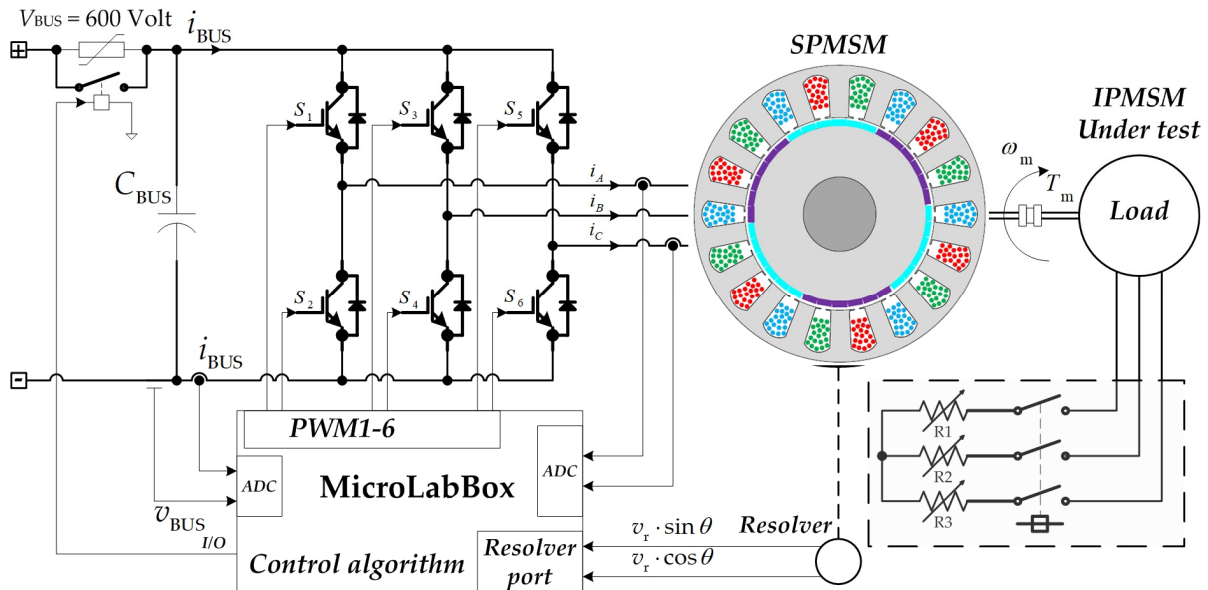 V_BUS = 600 Volt
i_BUS
SPMSM
IPMSM
Under test
+
S_1
S_3
S_5
ω_m
T_m
C_BUS
Load
i_A
i_B
i_C
S_2
S_4
S_6
i_BUS
-
PWM1-6
R1
ADC
MicroLabBox
ADC
R2
v_BUS
R3
I/O
Control algorithm
Resolver
port
v_r · sin θ
v_r · cos θ
Resolver